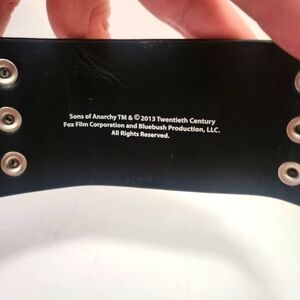 Sons of Anarchy TM & © 2013 Twentieth Century
Fox Film Corporation and Bluebush Production, LLC.
All Rights Reserved.